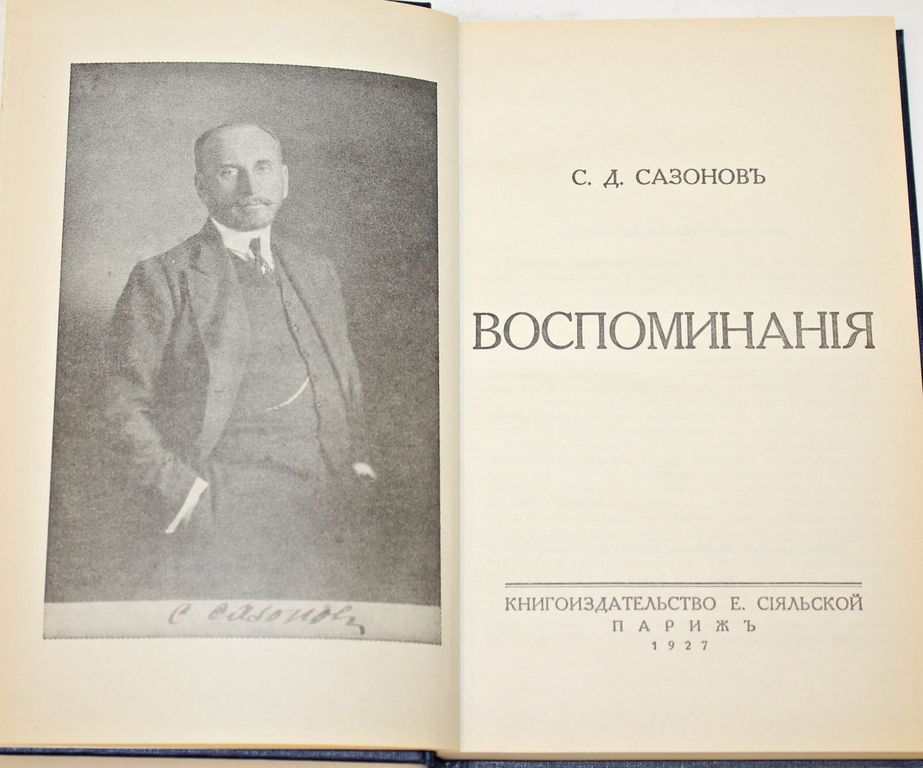 С. Сазоновъ
С. Д. САЗОНОВЪ
ВОСПОМИНАНІЯ
КНИГОИЗДАТЕЛЬСТВО Е. СІЯЛЬСКОЙ
ПАРИЖЪ
1927